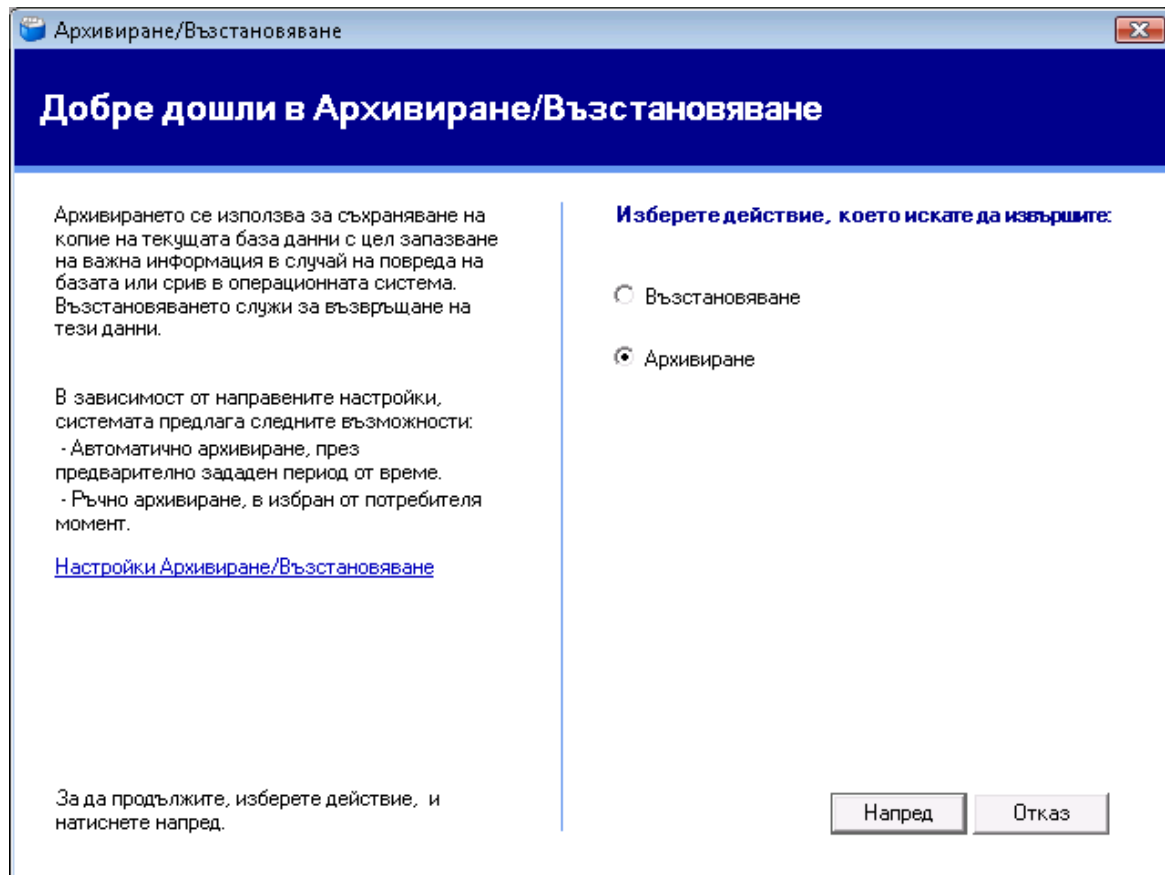 Архивиране/Възстановяване
Добре дошли в Архивиране/Възстановяване
Архивирането се използва за съхраняване на
копие на текущата база данни с цел запазване
на важна информация в случай на повреда на
базата или срив в операционната система.
Възстановяването служи за възвръщане на
тези данни.
В зависимост от направените настройки,
системата предлага следните възможности:
- Автоматично архивиране, през
предварително зададен период от време.
- Ръчно архивиране, в избран от потребителя
момент.
Настройки Архивиране/Възстановяване
За да продължите, изберете действие, и
натиснете напред.
Изберете действие, което искате да извършите:
Възстановяване
Архивиране
Напред
Отказ